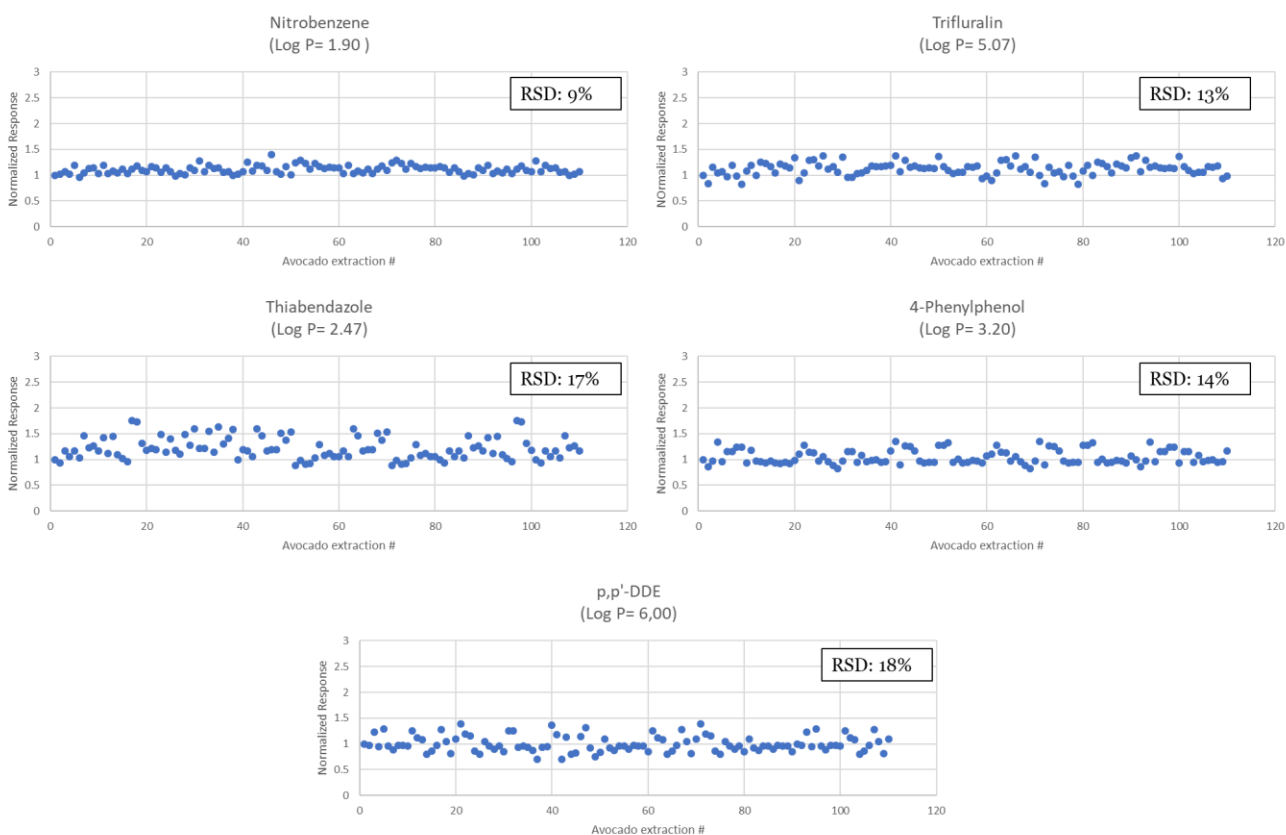 Nitrobenzene
(Log P= 1.90 )
RSD: 9%
Normalized Response
3
2.5
2
1.5
1
0.5
0
0 20 40 60 80 100 120
Avocado extraction #
Trifluralin
(Log P= 5.07)
RSD: 13%
NOrmalized Response
3
2.5
2
1.5
1
0.5
0
0 20 40 60 80 100 120
Avocado extraction #
Thiabendazole
(Log P= 2.47)
RSD: 17%
Normalized Response
3
2.5
2
1.5
1
0.5
0
0 20 40 60 80 100 120
Avocado extraction #
4-Phenylphenol
(Log P= 3.20)
RSD: 14%
Normaalized Response
3
2.5
2
1.5
1
0.5
0
0 20 40 60 80 100 120
Avocado extraction #
p,p'-DDE
(Log P= 6,00)
RSD: 18%
Normalized Response
3
2.5
2
1.5
1
0.5
0
0 20 40 60 80 100 120
Avocado extraction #